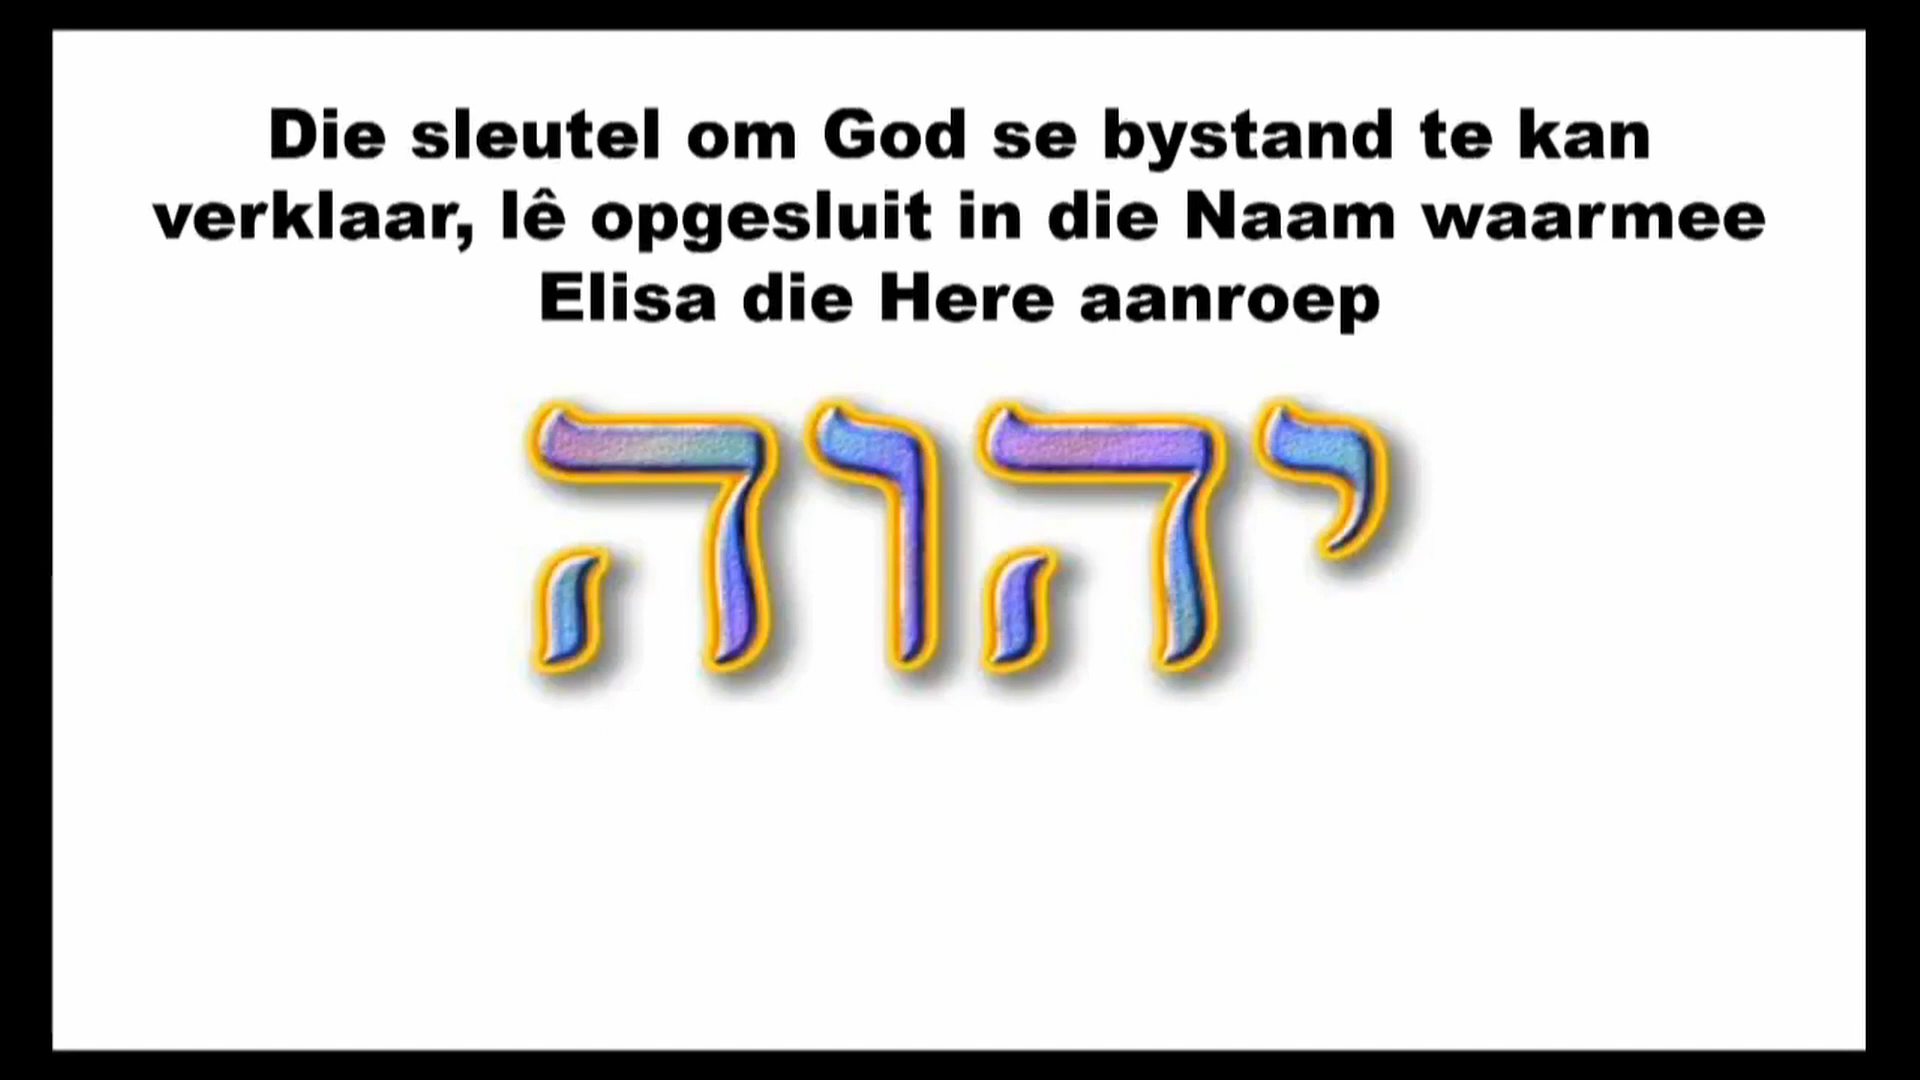 Die sleutel om God se bystand te kan
verklaar, lê opgesluit in die Naam waarmee
Elisa die Here aanroep
יהוה